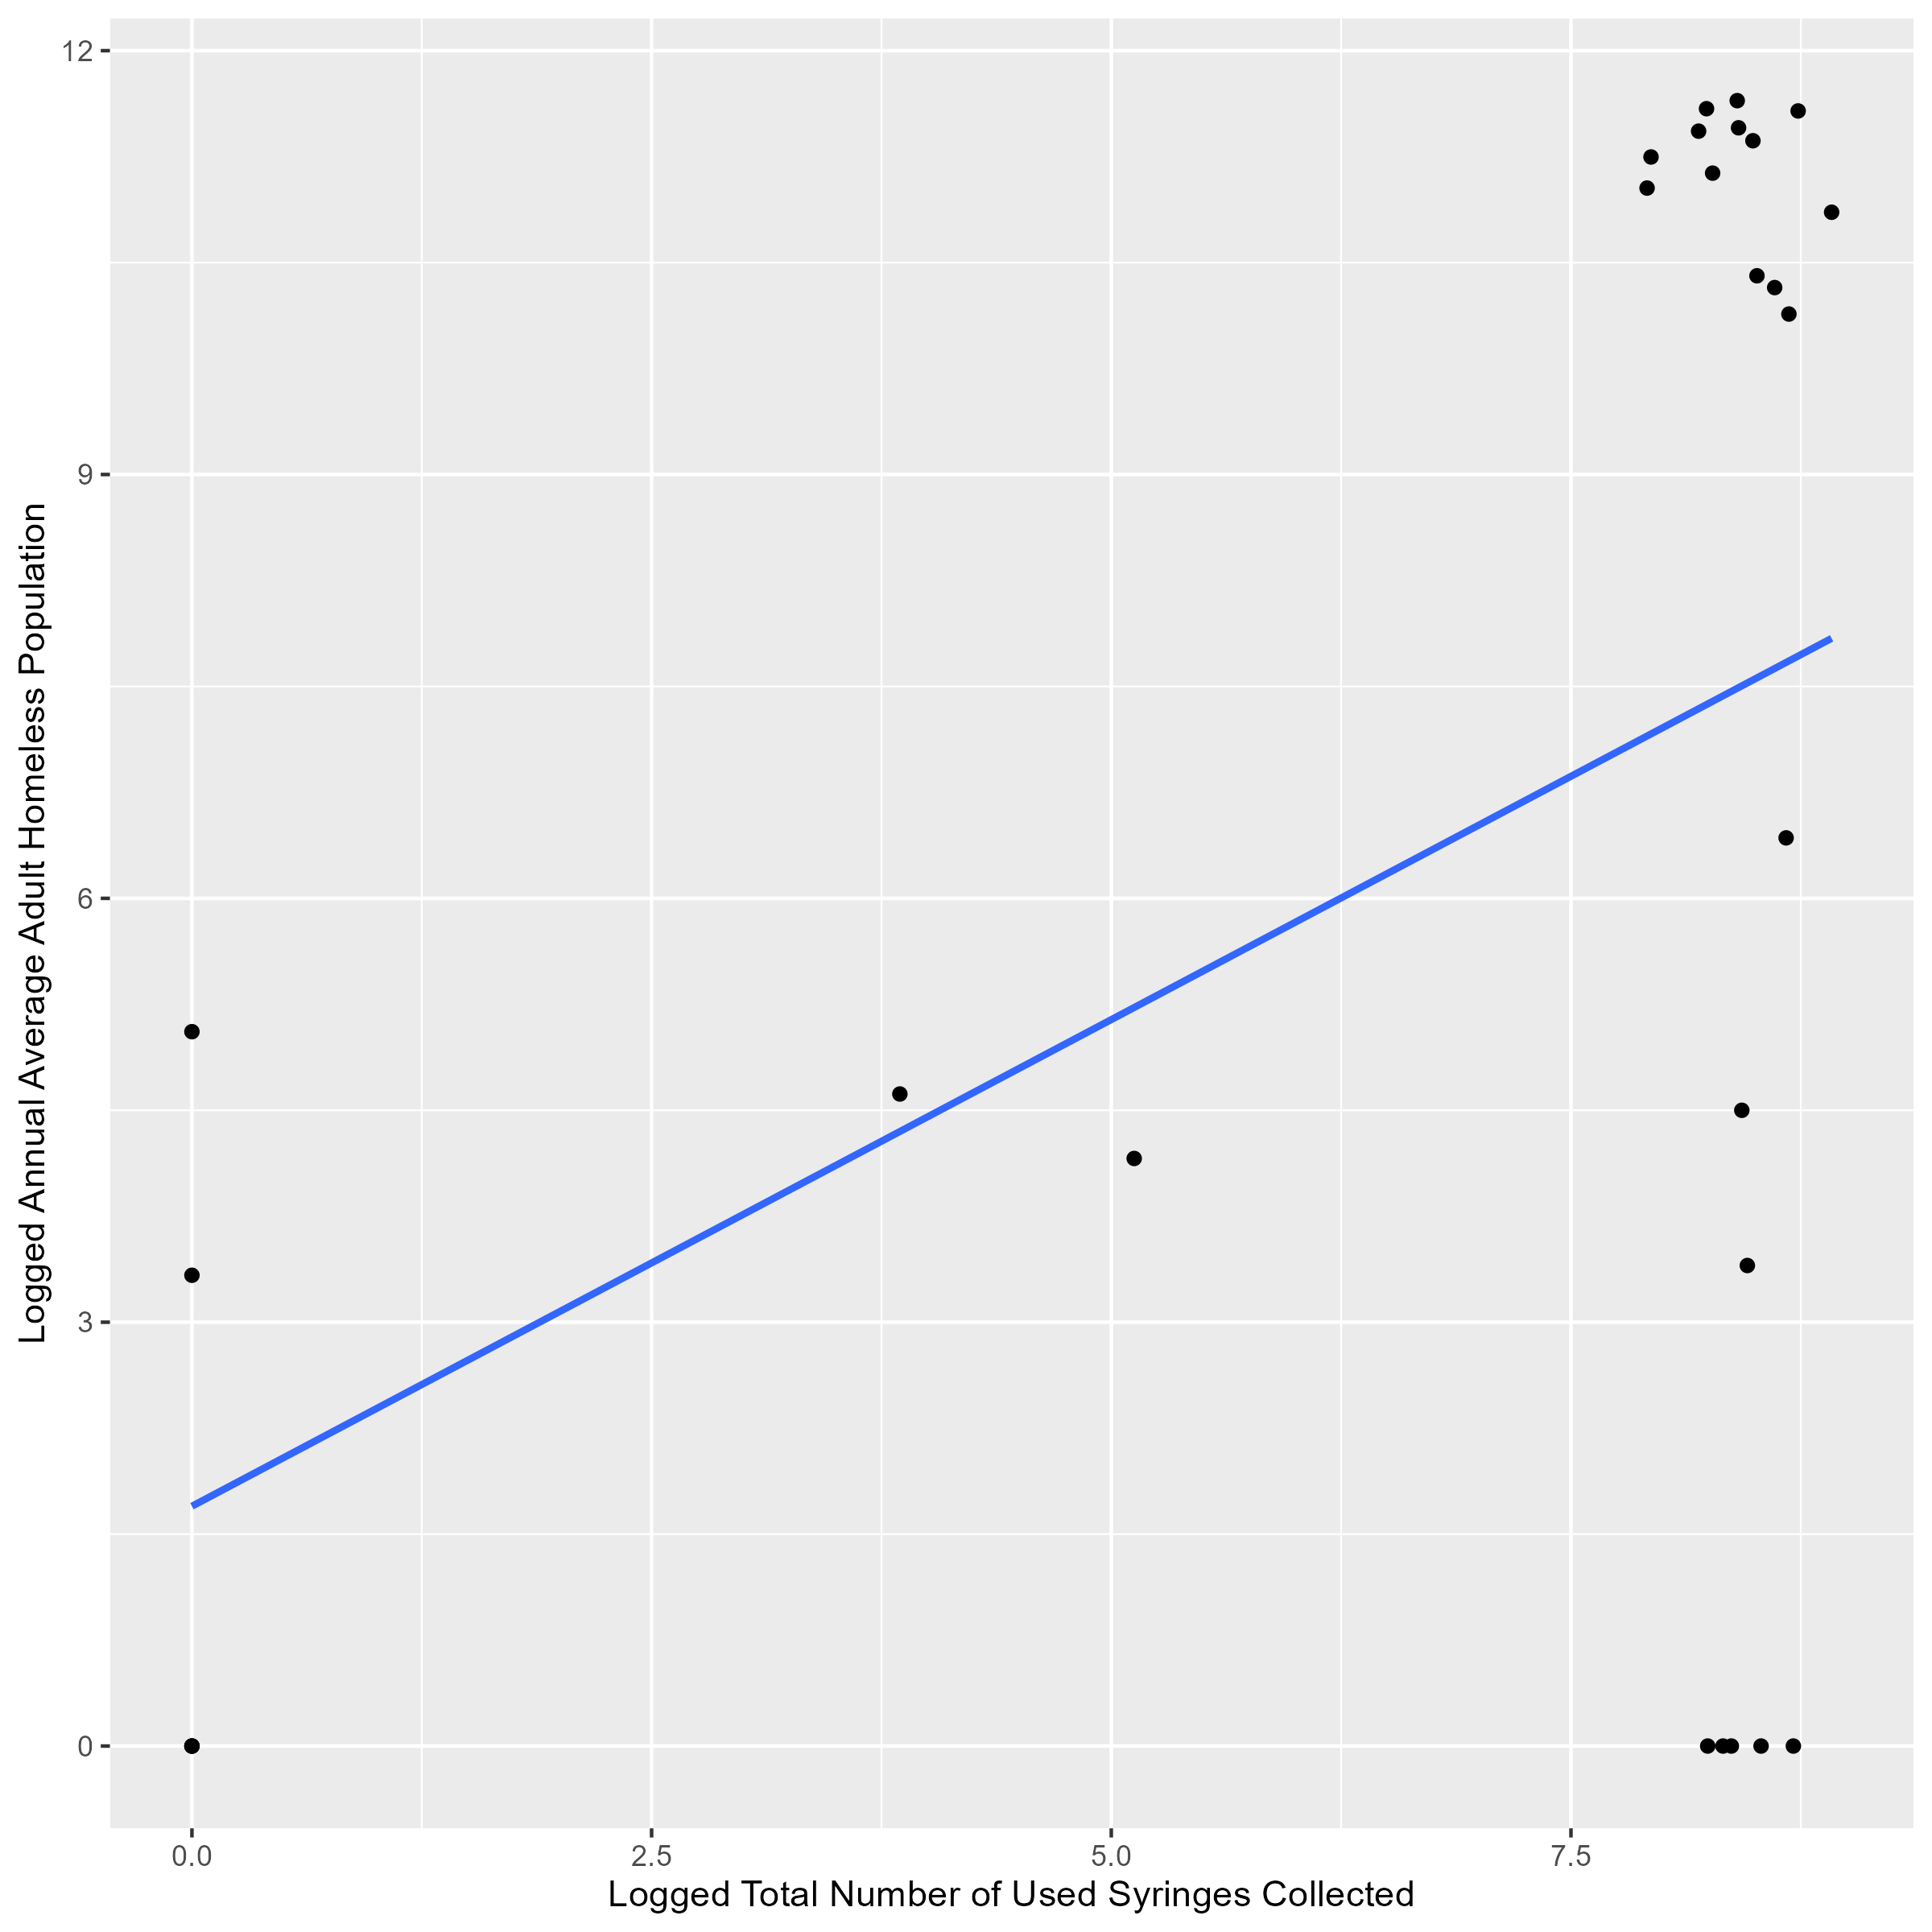 12
9
6
3
0
Logged Annual Average Adult Homeless Population
0.0 2.5 5.0 7.5
Logged Total Number of Used Syringes Collected